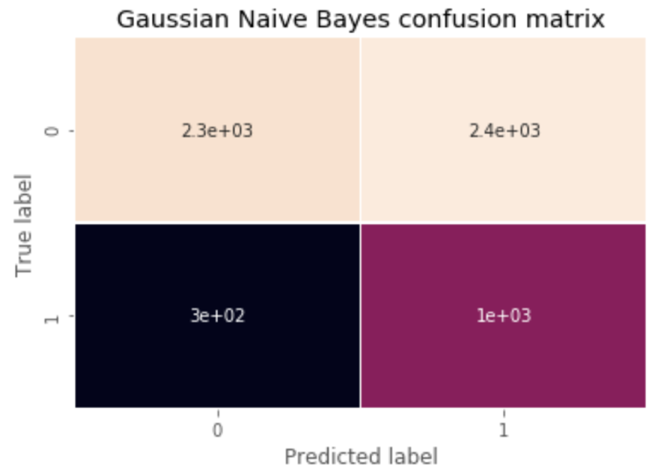 Gaussian Naive Bayes confusion matrix
True label
0
2.3e+03
2.4e+03
1
3e+02
1e+03
0
1
Predicted label